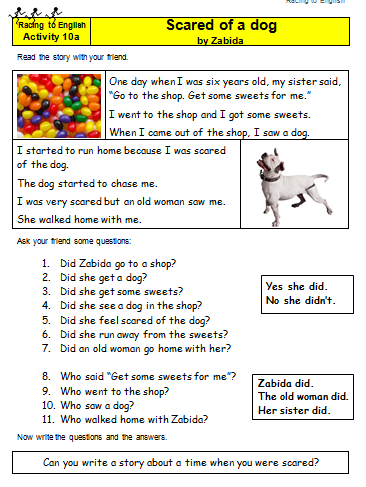 Racing to English
Racing to English
Activity 10a
Scared of a dog
by Zabida
Read the story with your friend.
One day when I was six years old, my sister said,
“Go to the shop. Get some sweets for me.”
I went to the shop and I got some sweets.
When I came out of the shop, I saw a dog.
I started to run home because I was scared
of the dog.
The dog started to chase me.
I was very scared but an old woman saw me.
She walked home with me.
Ask your friend some questions:
1. Did Zabida go to a shop?
2. Did she get a dog?
3. Did she get some sweets?
4. Did she see a dog in the shop?
5. Did she feel scared of the dog?
6. Did she run away from the sweets?
7. Did an old woman go home with her?
Yes she did.
No she didn’t.
8. Who said “Get some sweets for me”?
9. Who went to the shop?
10. Who saw a dog?
11. Who walked home with Zabida?
Zabida did.
The old woman did.
Her sister did.
Now write the questions and the answers.
Can you write a story about a time when you were scared?